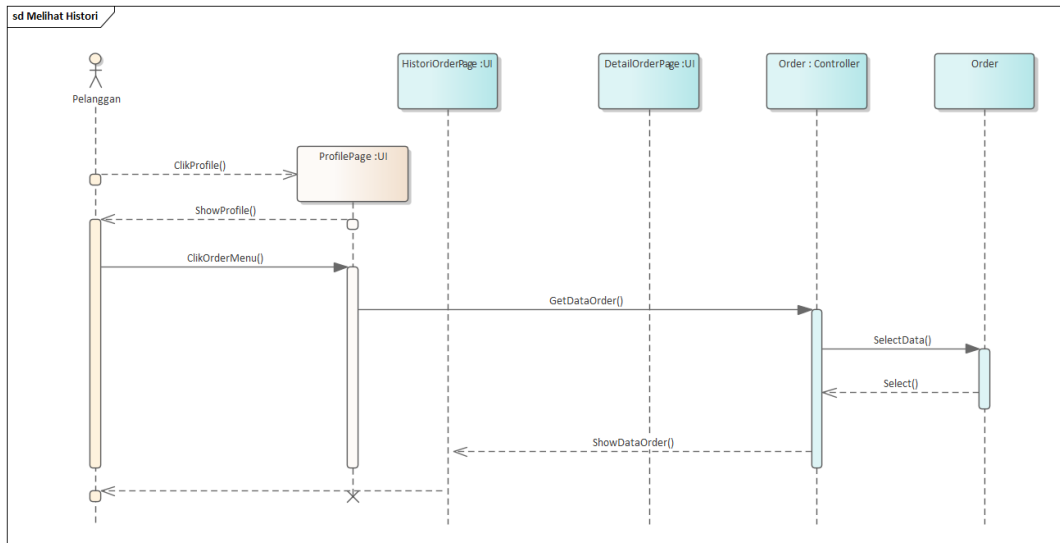 sd Melihat Histori
HistoriOrderPage :UI
DetailOrderPage :UI
Order : Controller
Order
Pelanggan
ProfilePage :UI
ClikProfile()
ShowProfile()
ClikOrderMenu()
GetDataOrder()
SelectData()
Select()
ShowDataOrder()